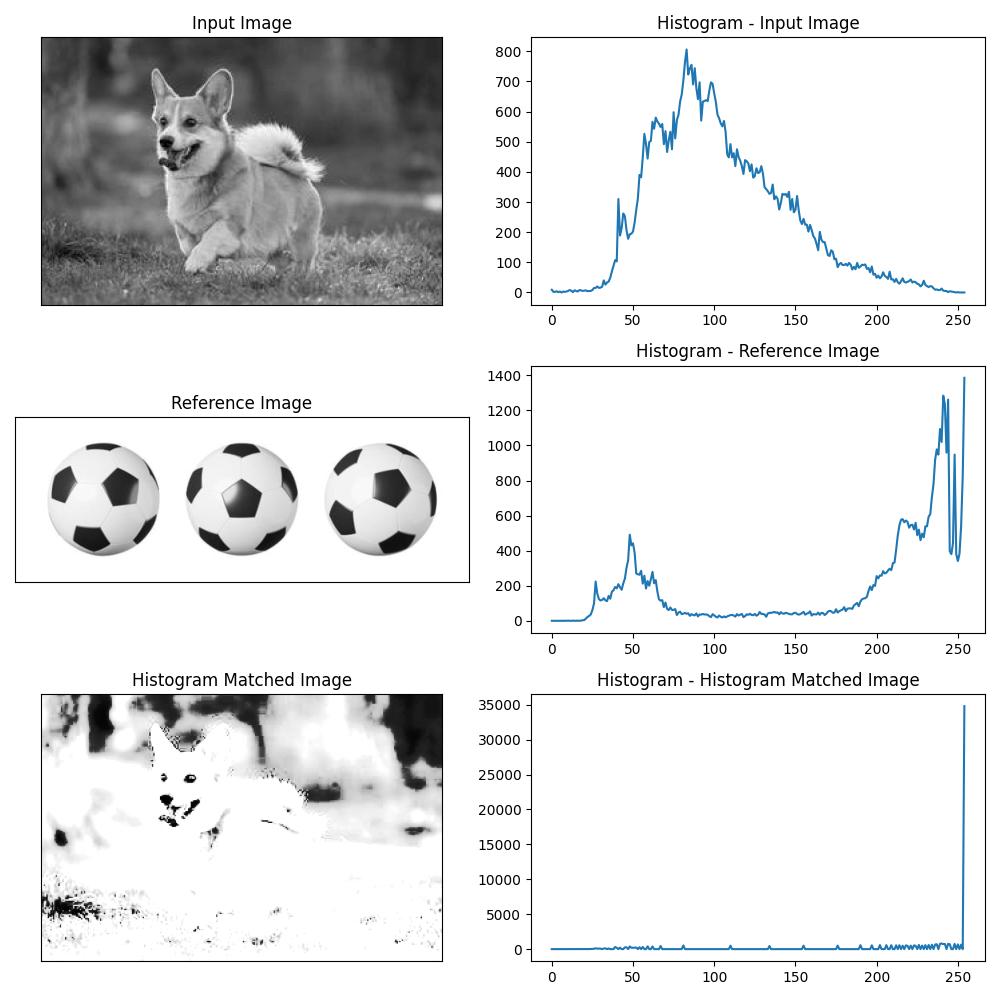 Input Image
Histogram - Input Image
800
700
600
500
400
300
200
100
0
0 50 100 150 200 250
Reference Image
Histogram - Reference Image
1400
1200
1000
800
600
400
200
0
0 50 100 150 200 250
Histogram Matched Image
Histogram - Histogram Matched Image
35000
30000
25000
20000
15000
10000
5000
0
0 50 100 150 200 250